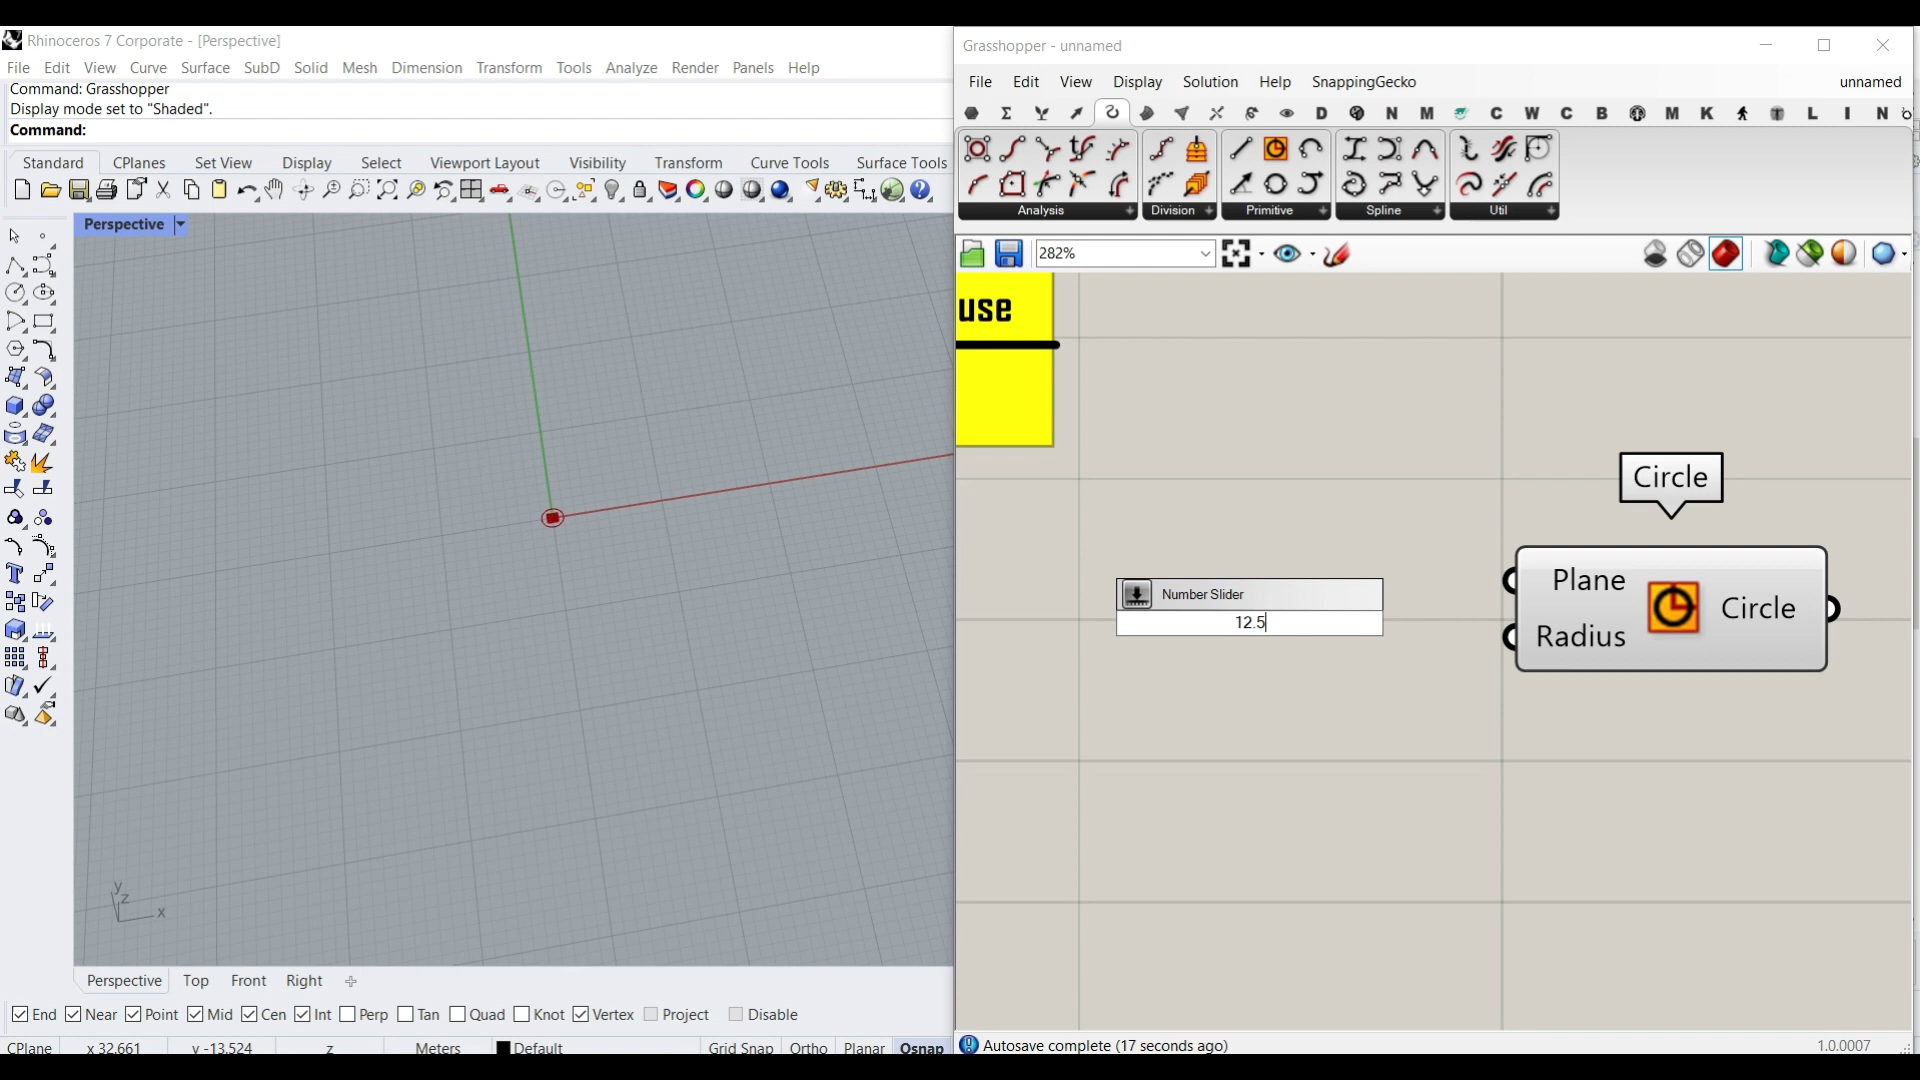 Rhinoceros 7 Corporate - [Perspective]
File Edit View Curve Surface SubD Solid Mesh Dimension Transform Tools Analyze Render Panels Help
Command: Grasshopper
Display mode set to "Shaded".
Command:
Standard CPlanes Set View Display Select Viewport Layout Visibility Transform Curve Tools Surface Tools
Perspective
y
z
x
Perspective Top Front Right
End Near Point Mid Cen Int Perp Tan Quad Knot Vertex Project Disable
CPlane x 32.661 y -13.524 z Meters Default Grid Snap Ortho Planar Osnap
Grasshopper - unnamed
File Edit View Display Solution Help SnappingGecko unnamed
D N M C W C B M K L I N
Analysis Division Primitive Spline Util
282%
use
Circle
Number Slider
12.5
Plane
Circle
Radius
Autosave complete (17 seconds ago) 1.0.0007